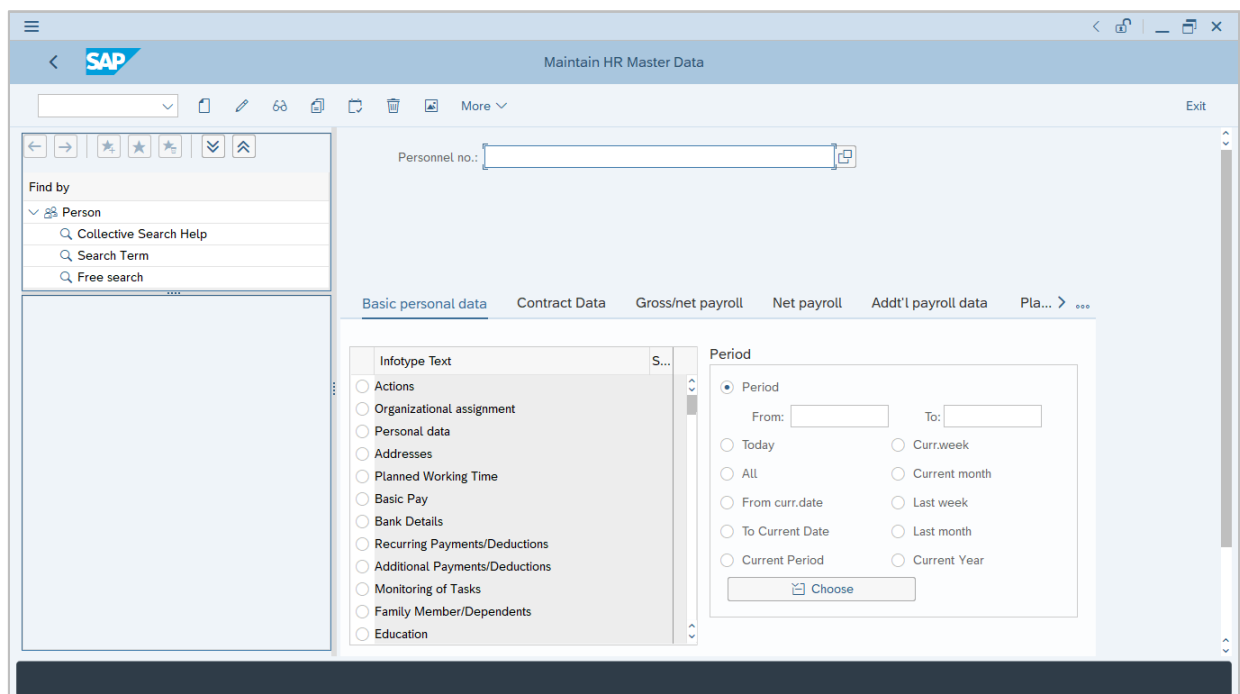 SAP
Maintain HR Master Data
More
Exit
Personnel no.:
Find by
Person
Collective Search Help
Search Term
Free search
Basic personal data
Contract Data
Gross/net payroll
Net payroll
Addt'l payroll data
Pla...
Infotype Text
S...
Actions
Organizational assignment
Personal data
Addresses
Planned Working Time
Basic Pay
Bank Details
Recurring Payments/Deductions
Additional Payments/Deductions
Monitoring of Tasks
Family Member/Dependents
Education
Period
Period
From:
To:
Today
Curr.week
All
Current month
From curr.date
Last week
To Current Date
Last month
Current Period
Current Year
Choose